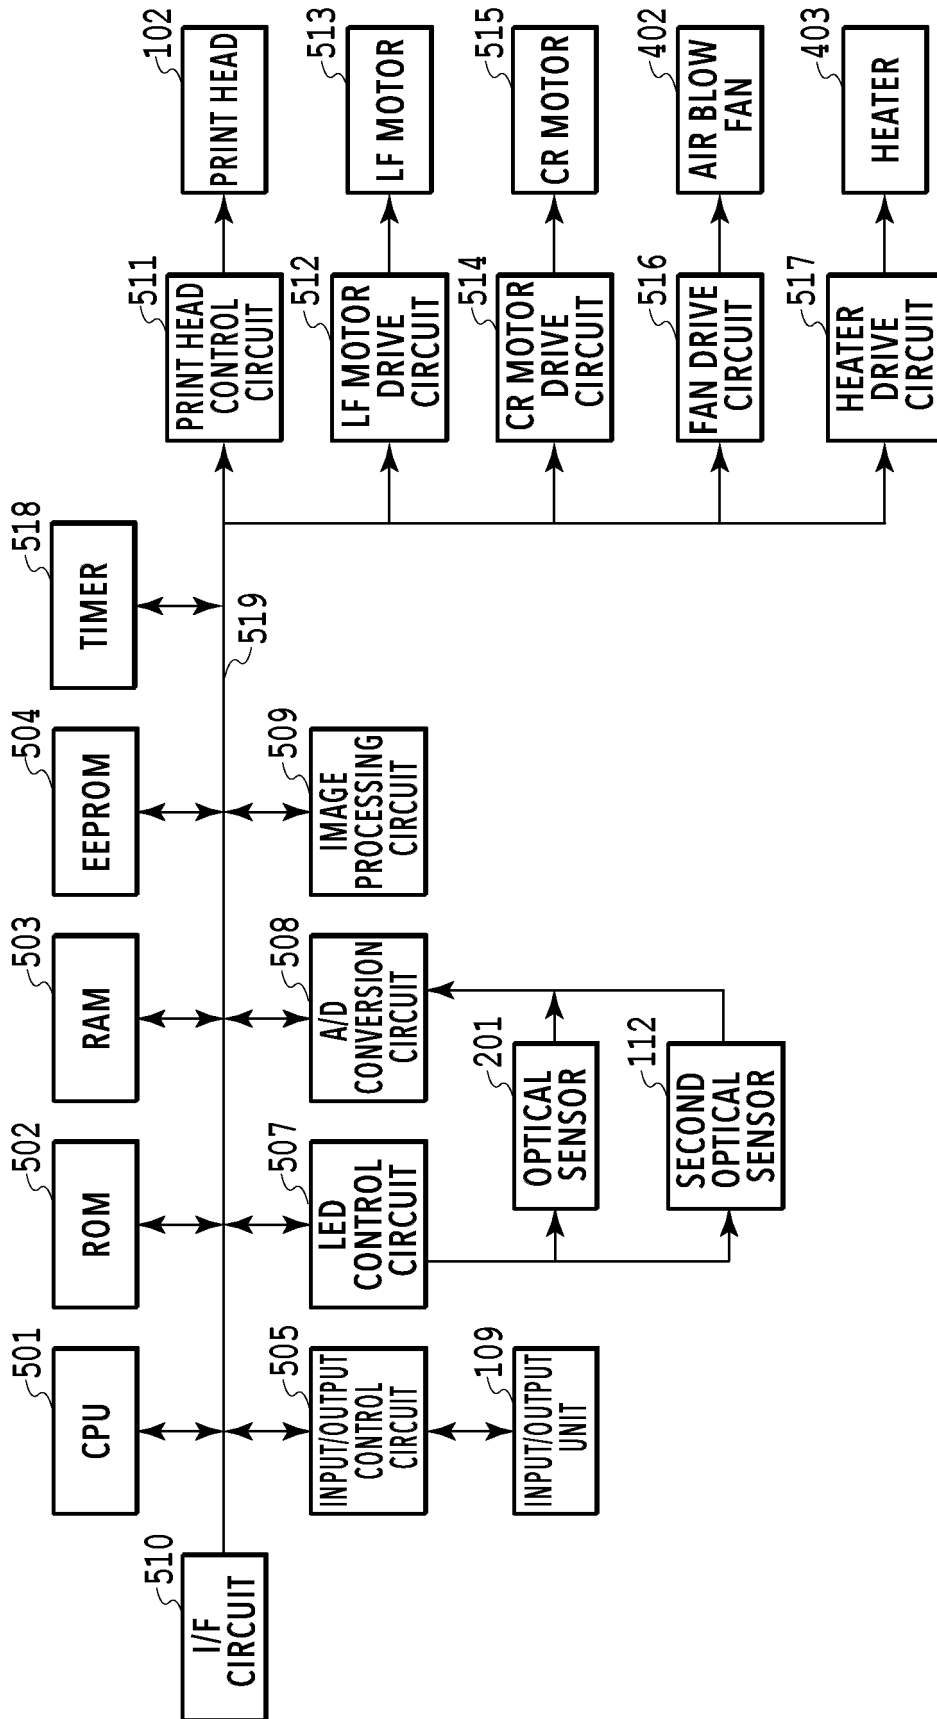 510
I/F
CIRCUIT
501
CPU
502
ROM
503
RAM
504
EEPROM
518
TIMER
519
505
INPUT/OUTPUT
CONTROL
CIRCUIT
507
LED
CONTROL
CIRCUIT
508
A/D
CONVERSION
CIRCUIT
509
IMAGE
PROCESSING
CIRCUIT
109
INPUT/OUTPUT
UNIT
201
OPTICAL
SENSOR
112
SECOND
OPTICAL
SENSOR
511
PRINT HEAD
CONTROL
CIRCUIT
102
PRINT HEAD
512
LF MOTOR
DRIVE
CIRCUIT
513
LF MOTOR
514
CR MOTOR
DRIVE
CIRCUIT
515
CR MOTOR
516
FAN DRIVE
CIRCUIT
402
AIR BLOW
FAN
517
HEATER
DRIVE
CIRCUIT
403
HEATER